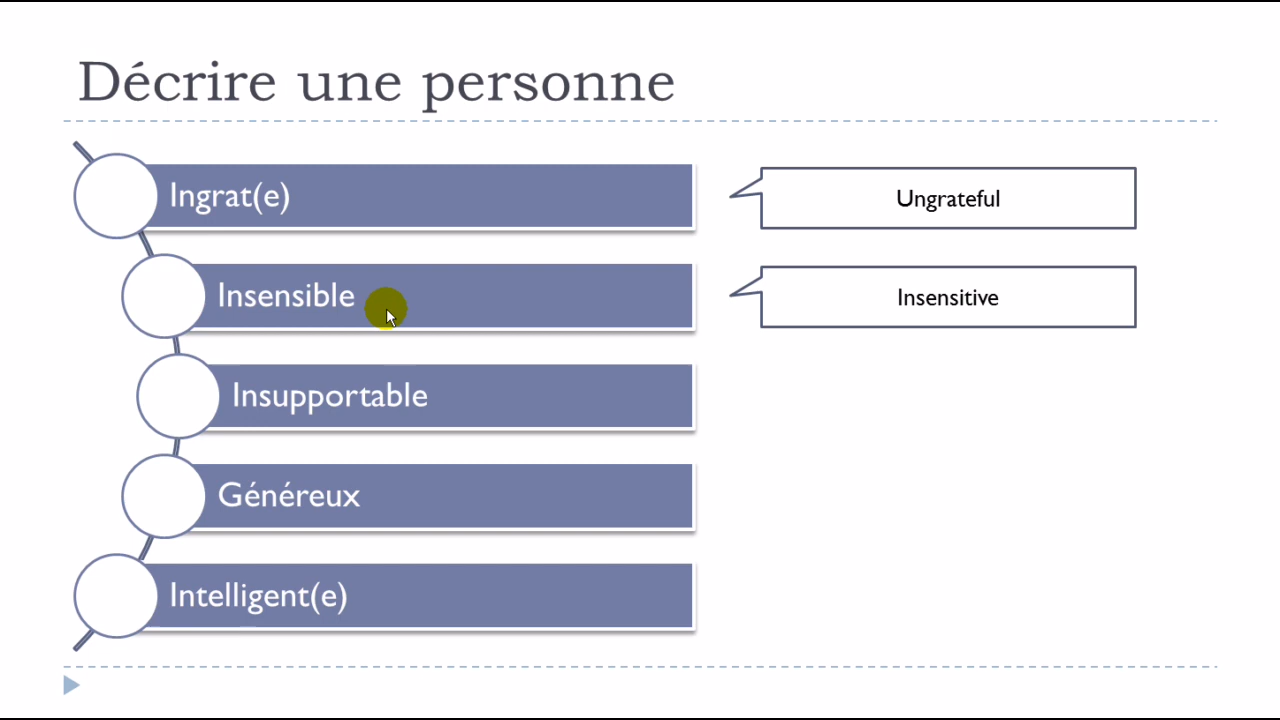 Décrire une personne
Ingrat(e)
Ungrateful
Insensible
Insensitive
Insupportable
Généreux
Intelligent(e)